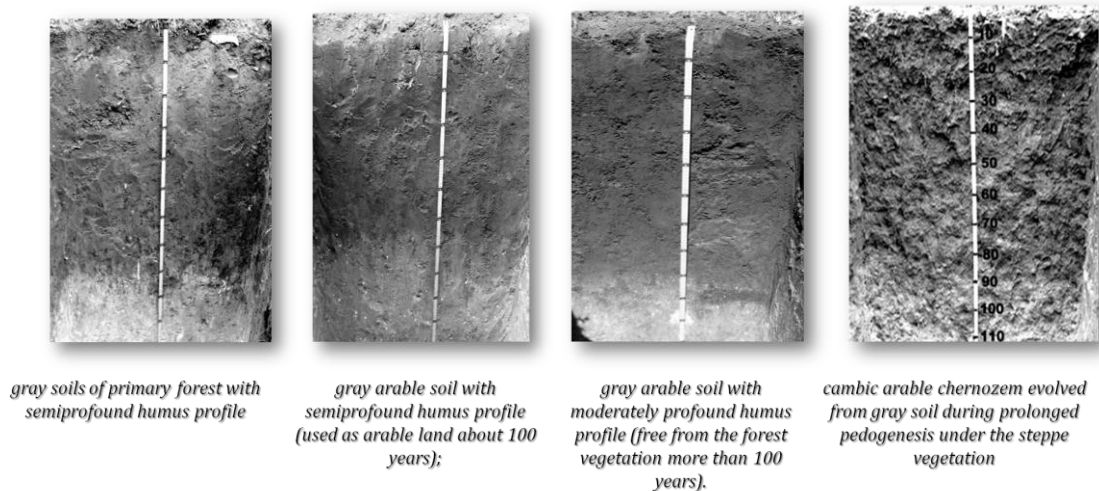 10
20
30
40
50
60
70
80
90
100
110
gray soils of primary forest with
semiprofound humus profile
gray arable soil with
semiprofound humus profile
(used as arable land about 100
years);
gray arable soil with
moderately profound humus
profile (free from the forest
vegetation more than 100
years).
cambic arable chernozem evolved
from gray soil during prolonged
pedogenesis under the steppe
vegetation